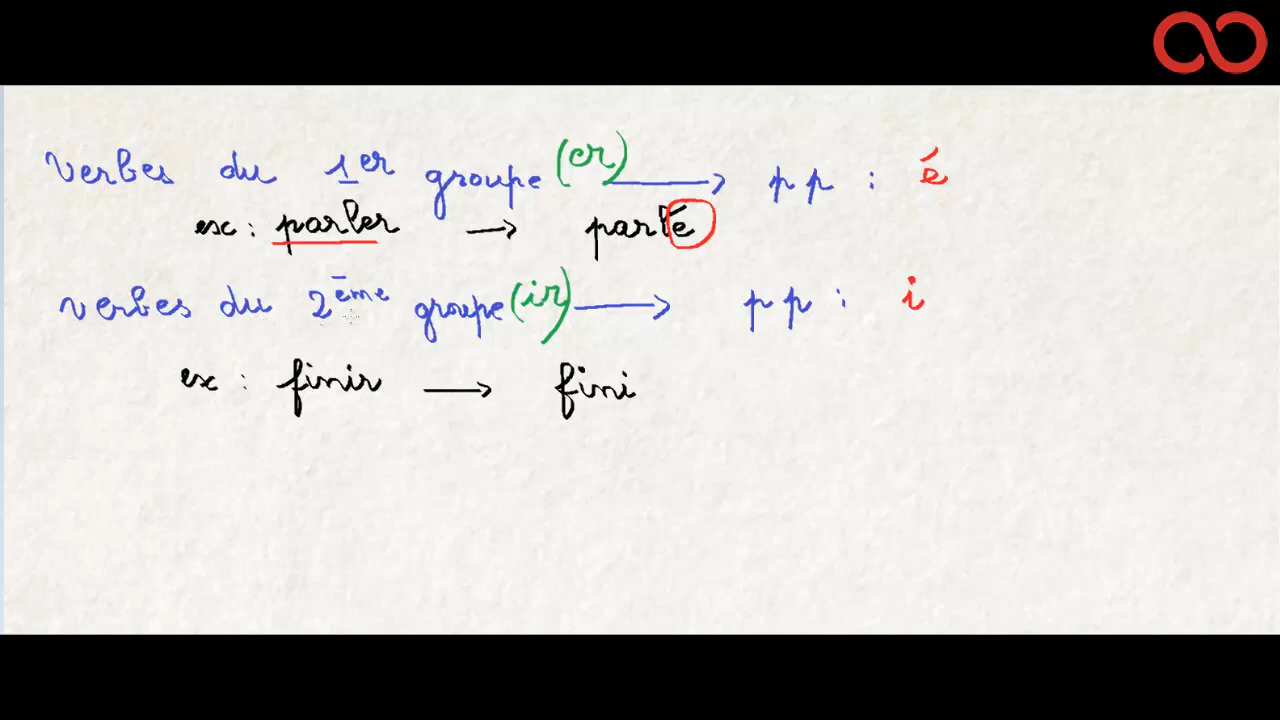 Verbes du 1er groupe (er) → pp : é
ex : parler → parlé
verbes du 2ème groupe (ir) → pp : i
ex : finir → fini